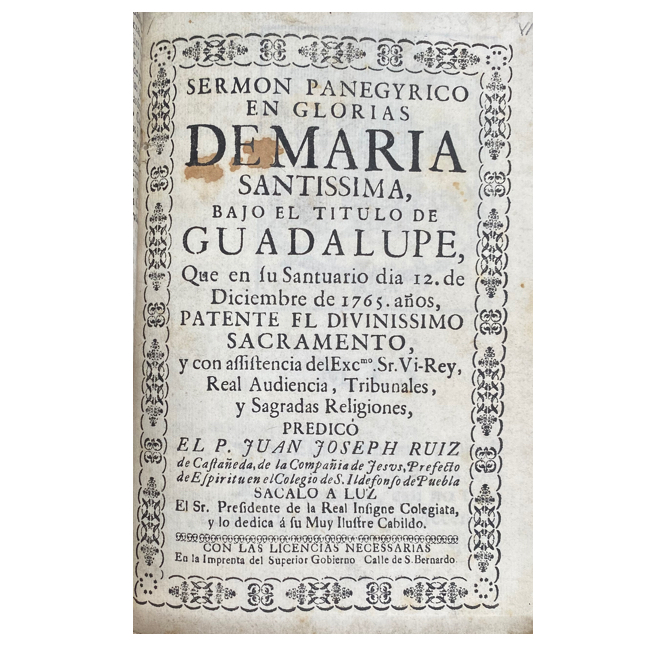 SERMON PANEGYRICO
EN GLORIAS
DE MARIA
SANTISSIMA,
BAJO EL TITULO DE
GUADALUPE,
Que en ſu Santuario dia 12. de
Diciembre de 1765. años,
PATENTE FL DIVINISSIMO
SACRAMENTO,
y con aſſiſtencia del Excmo. Sr. Vi-Rey,
Real Audiencia, Tribunales,
y Sagradas Religiones,
PREDICÓ
EL P. JUAN JOSEPH RUIZ
de Caſtañeda, de la Compañia de Jesvs, Prefecto
de Eſpiritu en el Colegio de S. Ildefonſo de Puebla
SACALO A LUZ
El Sr. Preſidente de la Real Inſigne Colegiata,
y lo dedica á ſu Muy Iluſtre Cabildo.
CON LAS LICENCIAS NECESSARIAS
En la Imprenta del Superior Gobierno Calle de S. Bernardo.